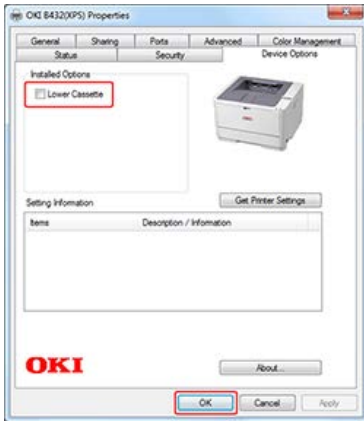 OKI B432(XPS) Properties
General Sharing Ports Advanced Color Management
Status Security Device Options
Installed Options
Lower Cassette
OKI
Get Printer Settings
Setting Information
Items Description / Information
OKI
About...
OK Cancel Apply